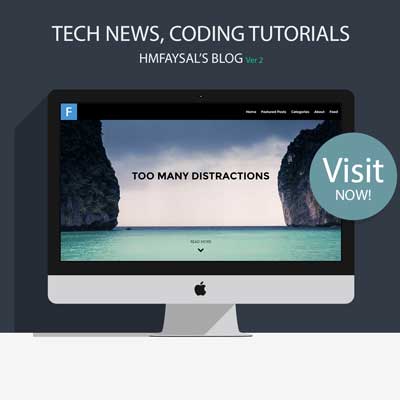 TECH NEWS, CODING TUTORIALS
HMFAYSAL'S BLOG Ver 2
F
Home Featured Posts Categories About Feed
TOO MANY DISTRACTIONS
READ MORE
Visit
NOW!